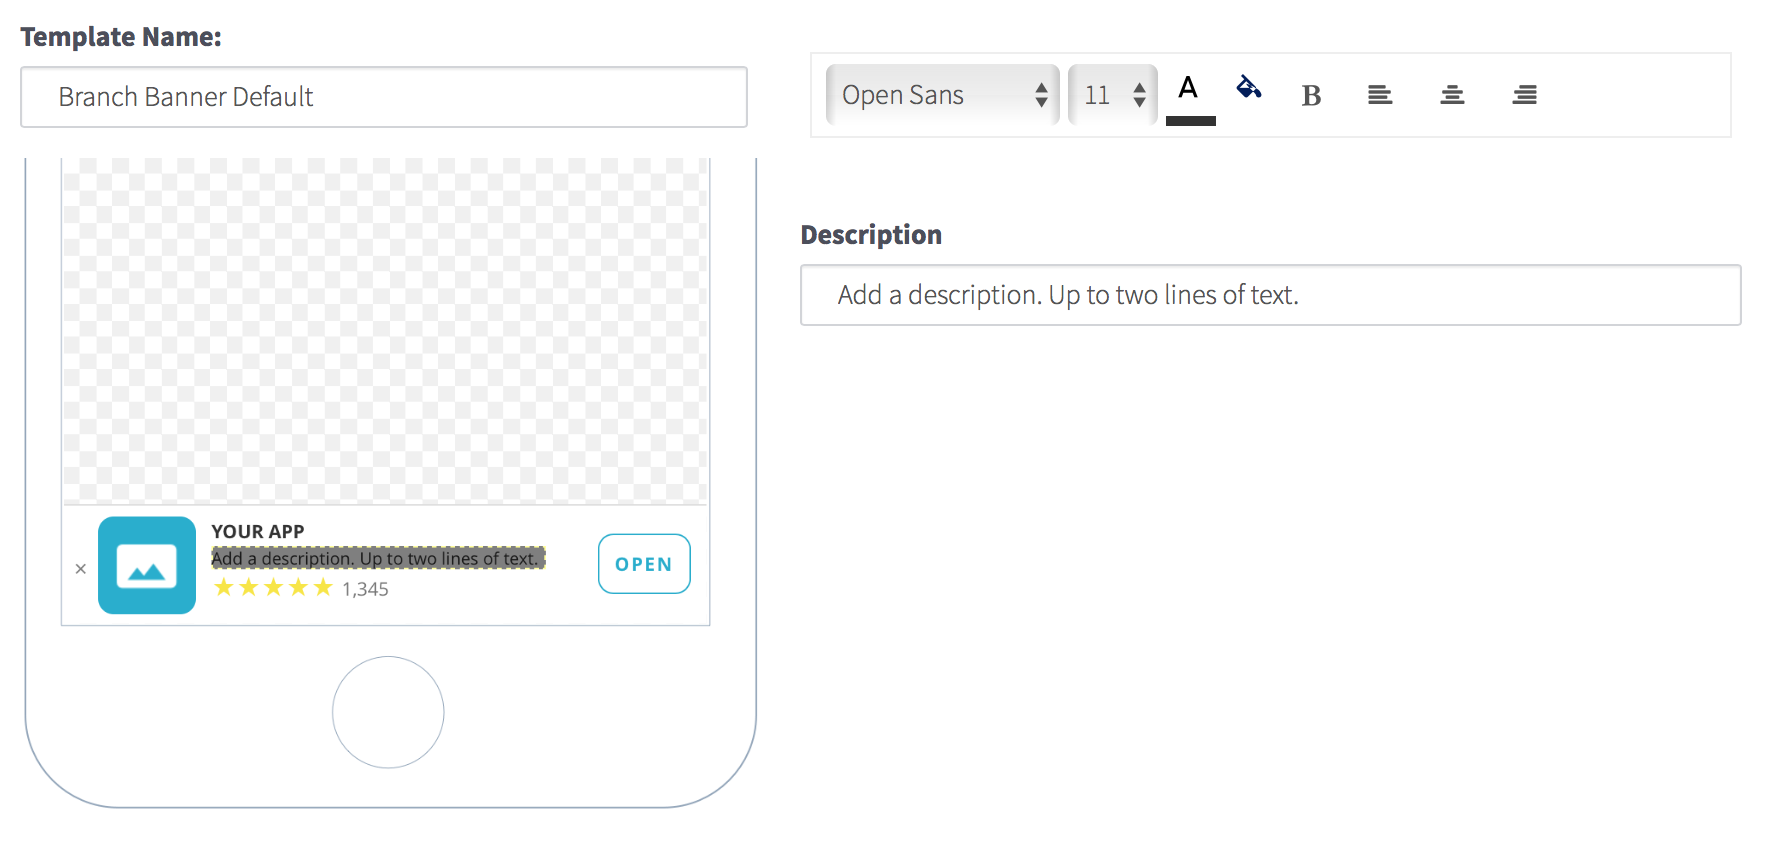 Template Name:
Branch Banner Default
Open Sans
11
A
B
Description
Add a description. Up to two lines of text.
YOUR APP
Add a description. Up to two lines of text.
1,345
OPEN